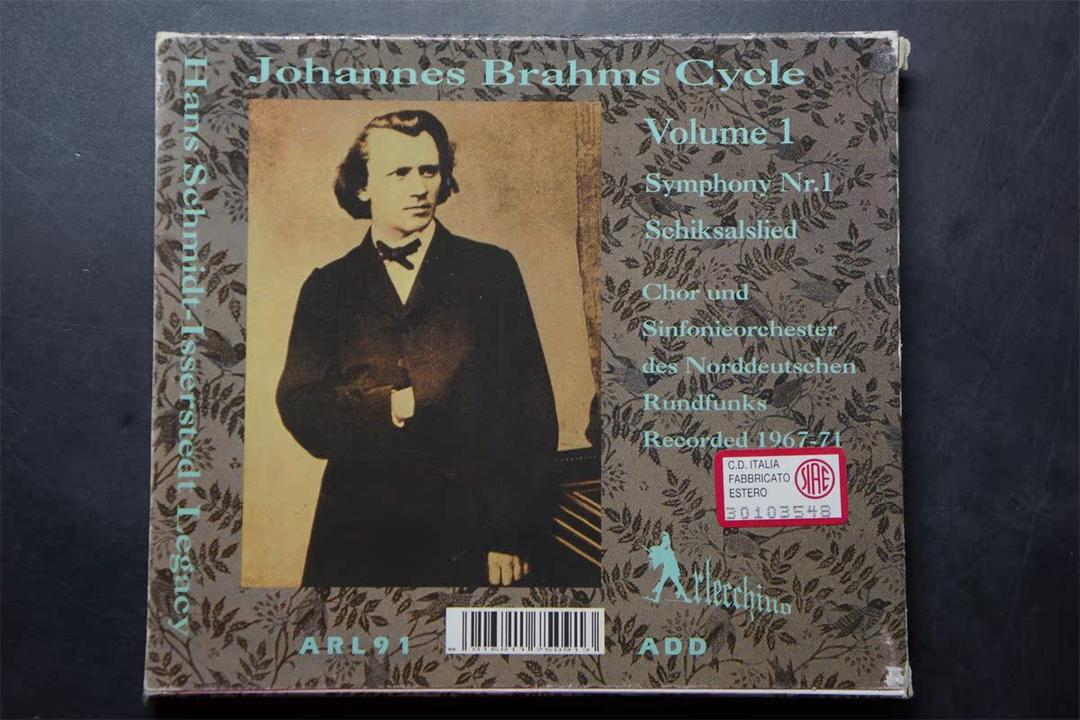 Johannes Brahms Cycle
Hans Schmidt-Isserstedt Legacy
Volume 1
Symphony Nr.1
Schiksalslied
Chor und
Sinfonieorchester
des Norddeutschen
Rundfunks
Recorded 1967-71
C.D. ITALIA
FABBRICATO
ESTERO
SIAE
30103548
Arlecchino
ARL91
ADD